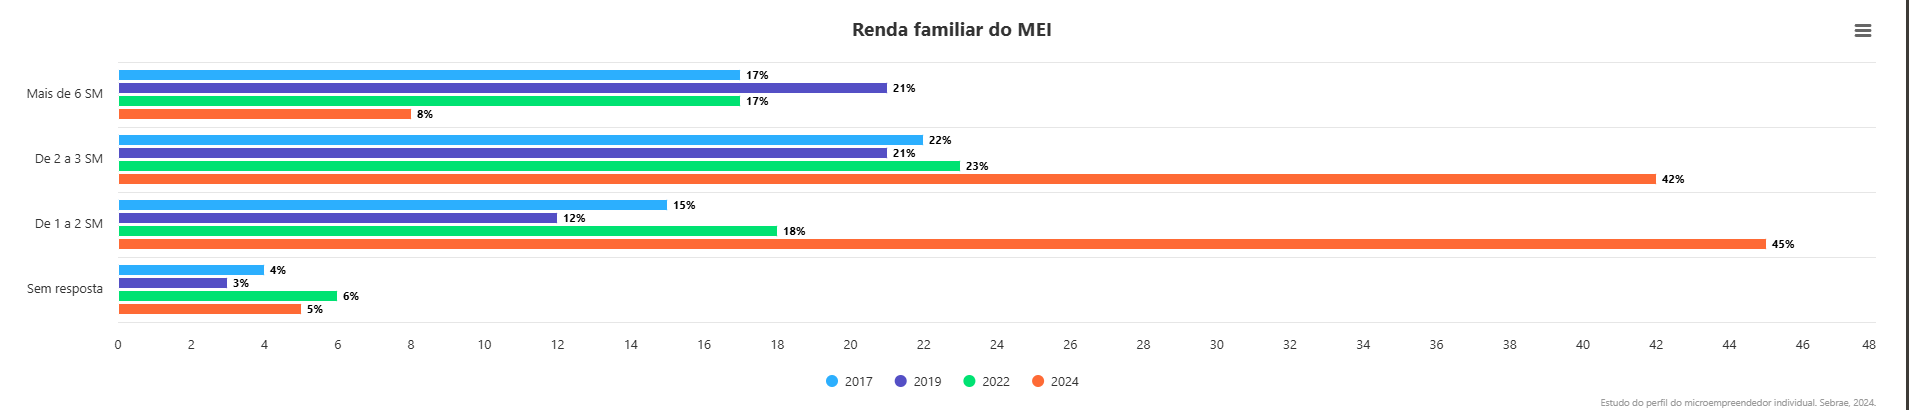 Renda familiar do MEI
Mais de 6 SM
17%
21%
17%
8%
De 2 a 3 SM
22%
21%
23%
42%
De 1 a 2 SM
15%
12%
18%
45%
Sem resposta
4%
3%
6%
5%
0 2 4 6 8 10 12 14 16 18 20 22 24 26 28 30 32 34 36 38 40 42 44 46 48
2017 2019 2022 2024
Estudo do perfil do microempreendedor individual. Sebrae, 2024.